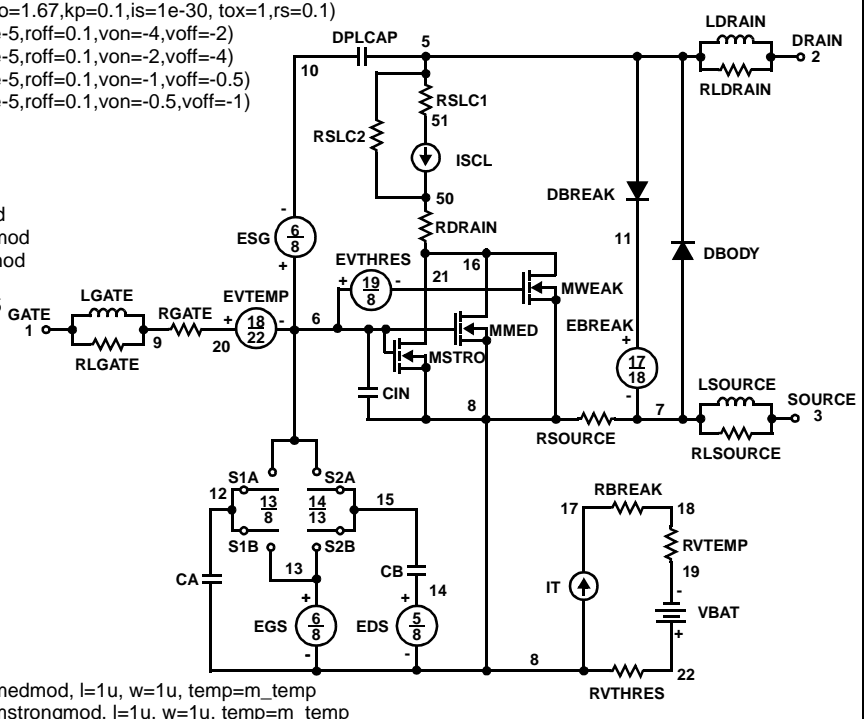 o=1.67,kp=0.1,is=1e-30, tox=1,rs=0.1)
e-5,roff=0.1,von=-4,voff=-2)
e-5,roff=0.1,von=-2,voff=-4)
e-5,roff=0.1,von=-1,voff=-0.5)
e-5,roff=0.1,von=-0.5,voff=-1)
DPLCAP
5
LDRAIN
DRAIN
2
10
RLDRAIN
RSLC1
51
RSLC2
ISCL
DBREAK
50
d
mod
mod
ESG
6
8
-
+
RDRAIN
11
EVTHRES
+
19
8
-
16
21
DBODY
MWEAK
LGATE
GATE
1
RGATE
EVTEMP
+
18
22
-
6
EBREAK
+
17
18
-
MMED
9
20
RLGATE
MSTRO
CIN
LSOURCE
8
7
SOURCE
3
RSOURCE
RLSOURCE
S1A
S2A
12
13
8
14
13
15
RBREAK
17
18
S1B
S2B
RVTEMP
13
CB
19
CA
14
IT
-
VBAT
+
EGS
+
6
8
-
EDS
+
5
8
-
8
22
RVTHRES
medmod, l=1u, w=1u, temp=m_temp
mstrongmod, l=1u, w=1u, temp=m_temp